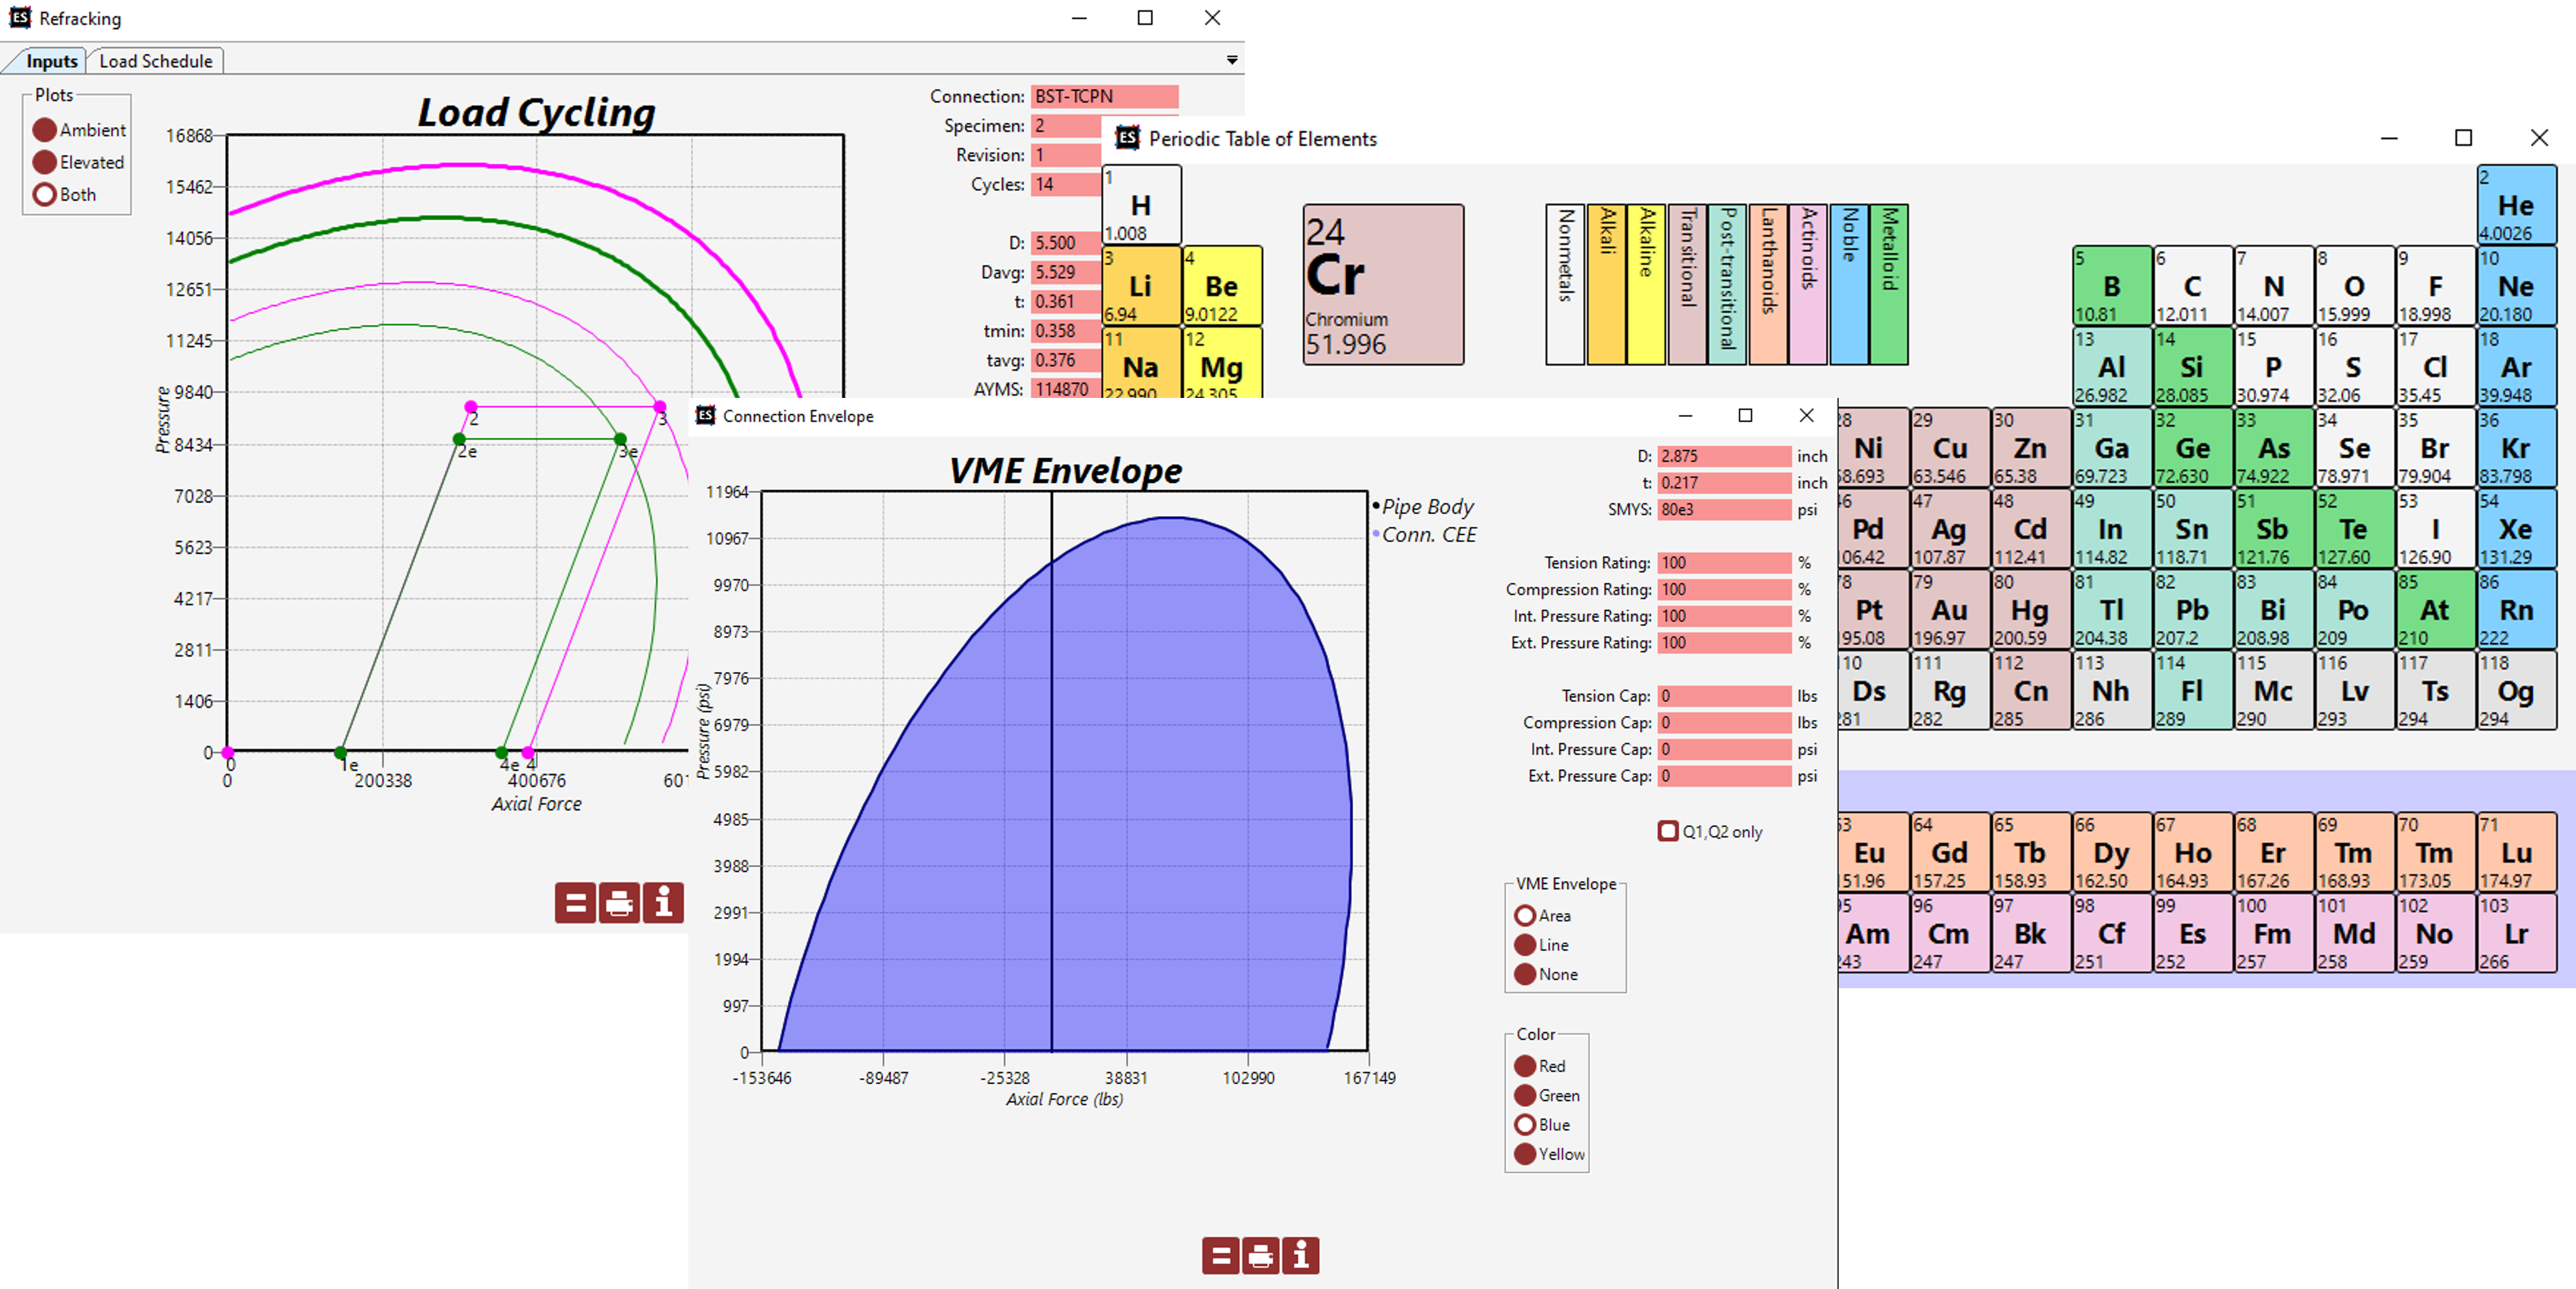 ES Refracking
Inputs Load Schedule
Plots
Ambient
Elevated
Both
Load Cycling
16868
15462
14056
12651
11245
9840
8434
7028
5623
4217
2811
1406
0
Pressure
2 3
2e 3e
0 1e 4e 4
0 200338 400676 601
Axial Force
Connection: BST-TCPN
Specimen: 2
Revision: 1
Cycles: 14
D: 5.500
Davg: 5.529
t: 0.361
tmin: 0.358
tavg: 0.376
AYMS: 114870
ES Periodic Table of Elements
1 2
H He
1.008 4.0026
24
Cr
Chromium
51.996
Nonmetals
Alkali
Alkaline
Transitional
Post-transitional
Lanthanoids
Actinoids
Noble
Metalloid
3 4 5 6 7 8 9 10
Li Be B C N O F Ne
6.94 9.0122 10.81 12.011 14.007 15.999 18.998 20.180
11 12 13 14 15 16 17 18
Na Mg Al Si P S Cl Ar
22.990 24.305 26.982 28.085 30.974 32.06 35.45 39.948
28 29 30 31 32 33 34 35 36
Ni Cu Zn Ga Ge As Se Br Kr
58.693 63.546 65.38 69.723 72.630 74.922 78.971 79.904 83.798
46 47 48 49 50 51 52 53 54
Pd Ag Cd In Sn Sb Te I Xe
106.42 107.87 112.41 114.82 118.71 121.76 127.60 126.90 131.29
78 79 80 81 82 83 84 85 86
Pt Au Hg Tl Pb Bi Po At Rn
195.08 196.97 200.59 204.38 207.2 208.98 209 210 222
110 111 112 113 114 115 116 117 118
Ds Rg Cn Nh Fl Mc Lv Ts Og
281 282 285 286 289 290 293 294 294
63 64 65 66 67 68 69 70 71
Eu Gd Tb Dy Ho Er Tm Tm Lu
151.96 157.25 158.93 162.50 164.93 167.26 168.93 173.05 174.97
95 96 97 98 99 100 101 102 103
Am Cm Bk Cf Es Fm Md No Lr
243 247 247 251 252 257 258 259 266
ES Connection Envelope
VME Envelope
11964
10967
9970
8973
7976
6979
5982
4985
3988
2991
1994
997
0
Pressure (psi)
-153646 -89487 -25328 38831 102990 167149
Axial Force (lbs)
Pipe Body
Conn. CEE
D: 2.875 inch
t: 0.217 inch
SMYS: 80e3 psi
Tension Rating: 100 %
Compression Rating: 100 %
Int. Pressure Rating: 100 %
Ext. Pressure Rating: 100 %
Tension Cap: 0 lbs
Compression Cap: 0 lbs
Int. Pressure Cap: 0 psi
Ext. Pressure Cap: 0 psi
Q1,Q2 only
VME Envelope
Area
Line
None
Color
Red
Green
Blue
Yellow